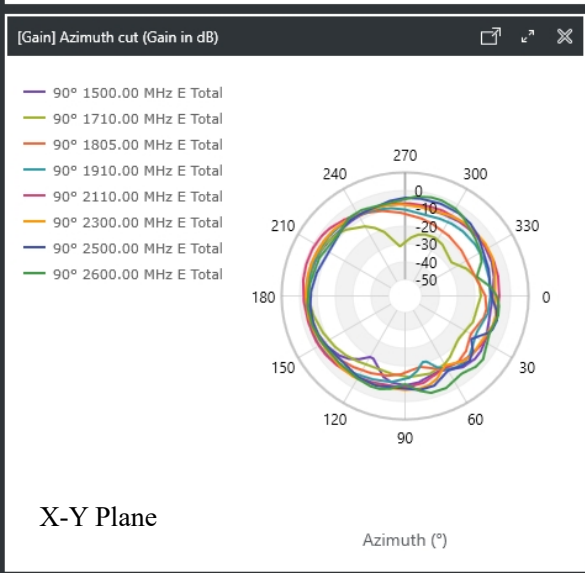 [Gain] Azimuth cut (Gain in dB)
90° 1500.00 MHz E Total
90° 1710.00 MHz E Total
90° 1805.00 MHz E Total
90° 1910.00 MHz E Total
90° 2110.00 MHz E Total
90° 2300.00 MHz E Total
90° 2500.00 MHz E Total
90° 2600.00 MHz E Total
270
240
300
210
330
180
0
150
30
120
60
90
0
-10
-20
-30
-40
-50
X-Y Plane
Azimuth (°)